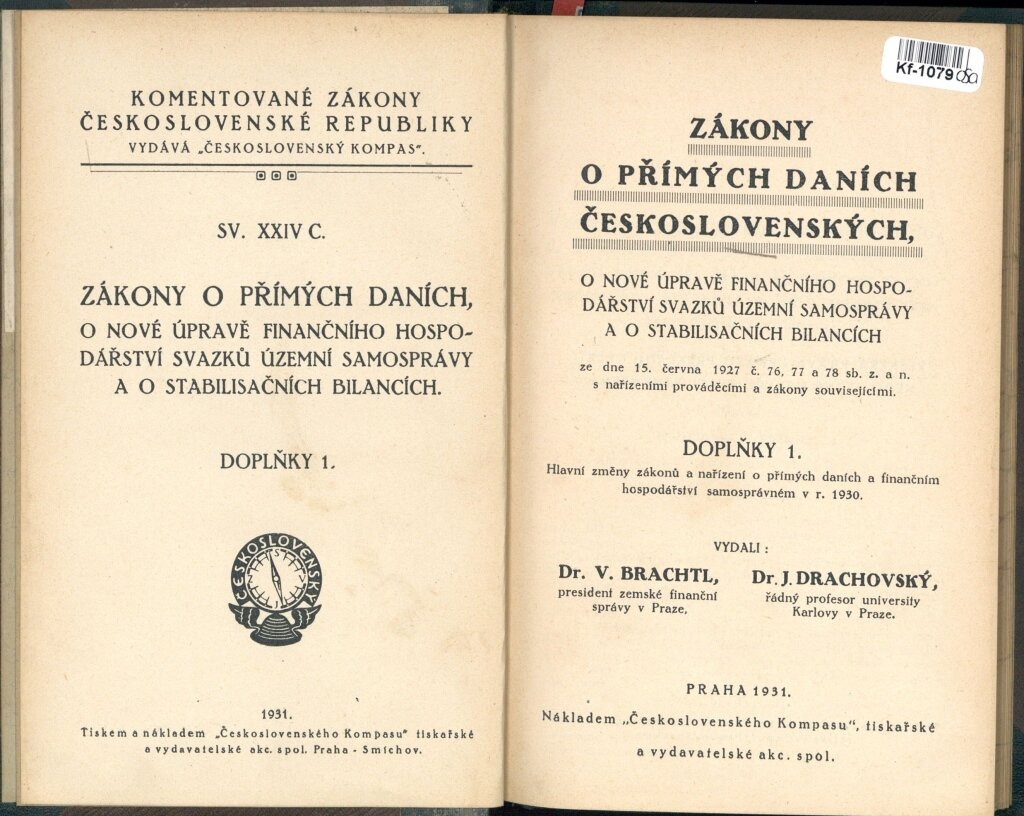 KOMENTOVANÉ ZÁKONY
ČESKOSLOVENSKÉ REPUBLIKY
VYDÁVÁ „ČESKOSLOVENSKÝ KOMPAS".
SV. XXIV C.
ZÁKONY O PŘÍMÝCH DANÍCH,
O NOVÉ ÚPRAVĚ FINANČNÍHO HOSPO-
DÁŘSTVÍ SVAZKŮ ÚZEMNÍ SAMOSPRÁVY
A O STABILISAČNÍCH BILANCÍCH.
DOPLŇKY 1.
ČESKOSLOVENSKÝ
1931.
Tiskem a nákladem „Československého Kompasu" tiskařské
a vydavatelské akc. spol. Praha - Smíchov.
Kf-1079
ZÁKONY
O PŘÍMÝCH DANÍCH
ČESKOSLOVENSKÝCH,
O NOVÉ ÚPRAVĚ FINANČNÍHO HOSPO-
DÁŘSTVÍ SVAZKŮ ÚZEMNÍ SAMOSPRÁVY
A O STABILISAČNÍCH BILANCÍCH
ze dne 15. června 1927 č. 76, 77 a 78 sb. z. a n.
s nařízeními prováděcími a zákony souvisejícími.
DOPLŇKY 1.
Hlavní změny zákonů a nařízení o přímých daních a finančním
hospodářství samosprávném v r. 1930.
VYDALI :
Dr. V. BRACHTL,
president zemské finanční
správy v Praze,
Dr. J. DRACHOVSKÝ,
řádný profesor university
Karlovy v Praze.
PRAHA 1931.
Nákladem „Československého Kompasu", tiskařské
a vydavatelské akc. spol.